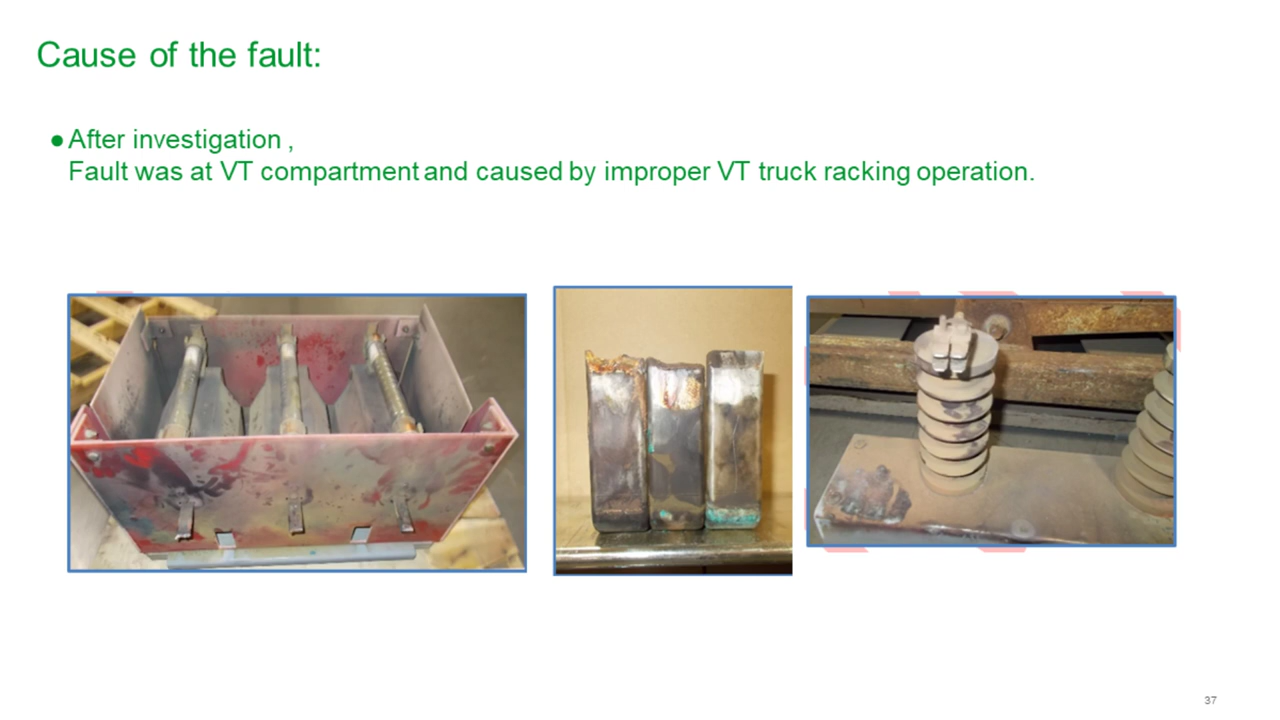 Cause of the fault:
● After investigation ,
Fault was at VT compartment and caused by improper VT truck racking operation.
37